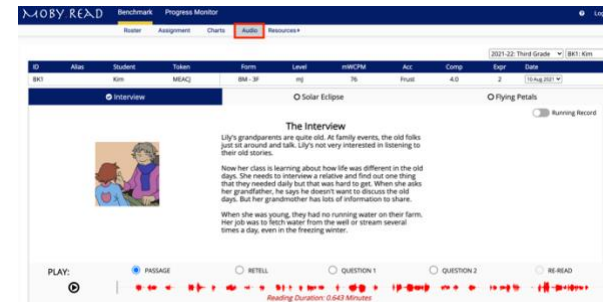 MOBY.READ Benchmark Progress Monitor
Roster Assignment Charts Audio Resources+
2021-22: Third Grade BK1: Kim
ID Alias Student Token Form Level mWCPM Acc Comp Expr Date
BK1 Kim MEACJ BM - 3F mj 76 Frust 4.0 2 10 Aug 2021
Interview Solar Eclipse Flying Petals
Running Record
The Interview
Lily's grandparents are quite old. At family events, the old folks
just sit around and talk. Lily's not very interested in listening to
their old stories.
Now her class is learning about how life was different in the old
days. She needs to interview a relative and find out one thing
that they needed daily but that was hard to get. When she asks
her grandfather, he says he doesn't want to discuss the old
days. But her grandmother has lots of information to share.
When she was young, they had no running water on their farm.
Her job was to fetch water from the well or stream several
times a day, even in the freezing winter.
PLAY: PASSAGE RETELL QUESTION 1 QUESTION 2 RE-READ
Reading Duration: 0.643 Minutes